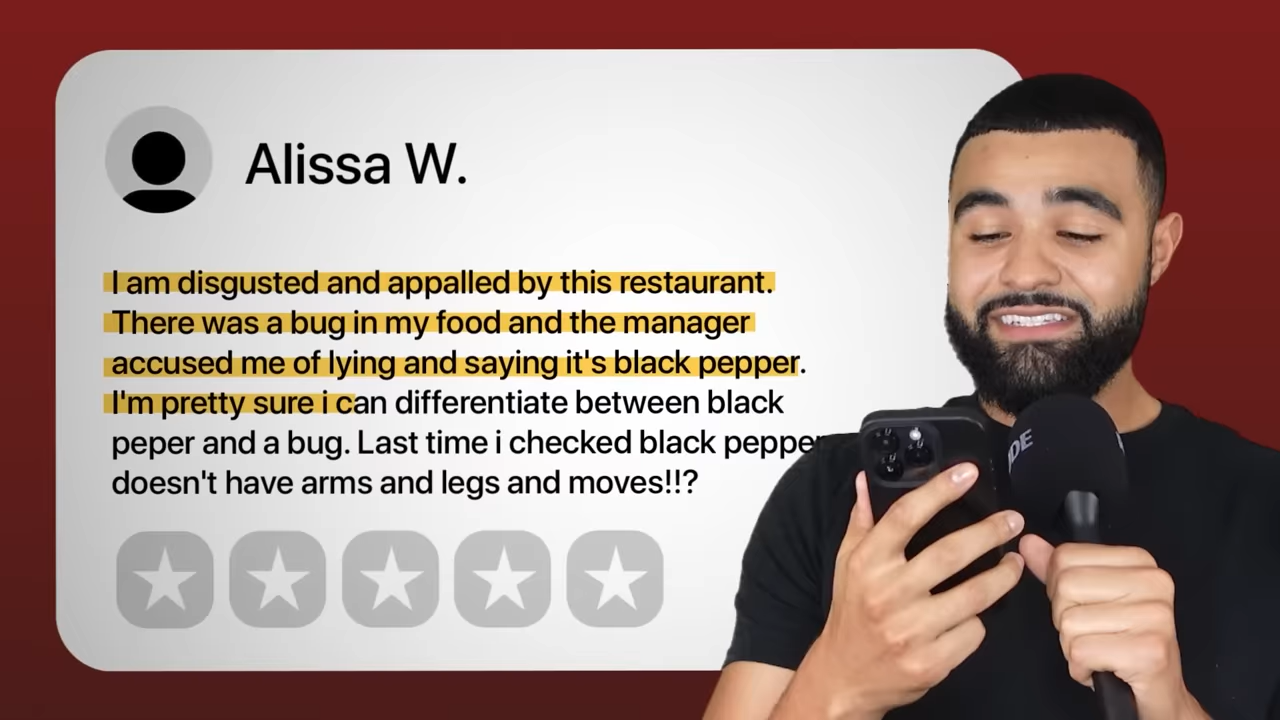 Alissa W.
I am disgusted and appalled by this restaurant.
There was a bug in my food and the manager
accused me of lying and saying it's black pepper.
I'm pretty sure i can differentiate between black
peper and a bug. Last time i checked black pepper
doesn't have arms and legs and moves!!?